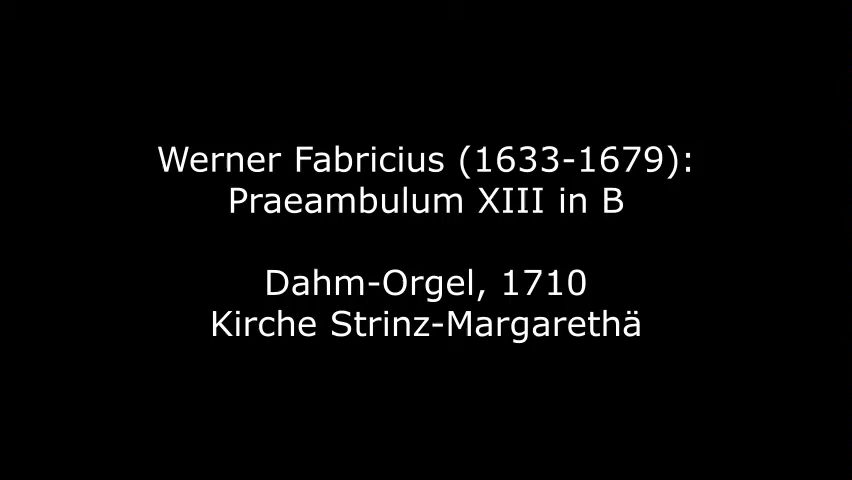 Werner Fabricius (1633-1679):
Praeambulum XIII in B
Dahm-Orgel, 1710
Kirche Strinz-Margarethä